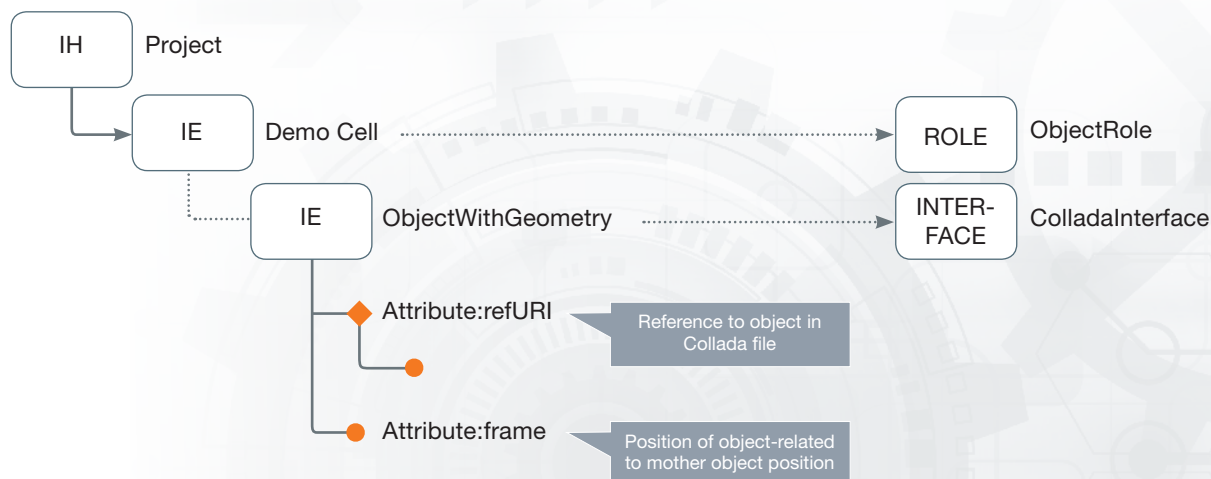 IH
Project
IE
Demo Cell
ROLE
ObjectRole
IE
ObjectWithGeometry
INTER-
FACE
ColladaInterface
Attribute:refURI
Reference to object in
Collada file
Attribute:frame
Position of object-related
to mother object position